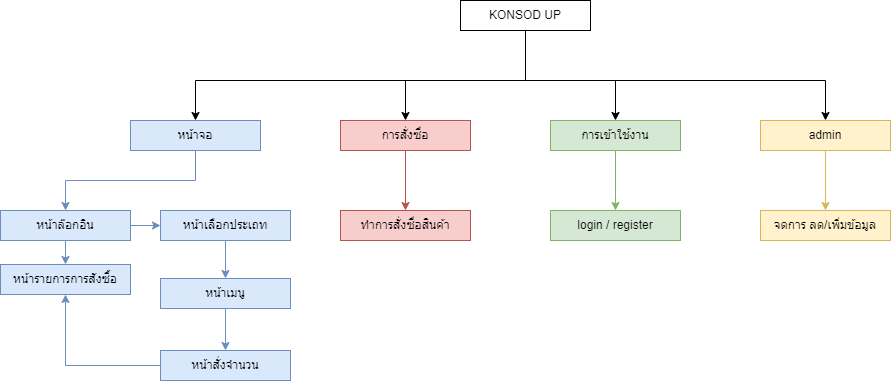 KONSOD UP
หน้าจอ
การสั่งซื้อ
การเข้าใช้งาน
admin
หน้าล๊อกอิน
หน้าเลือกประเถท
ทำการสั่งซื้อสินค้า
login / register
จดการ ลด/เพิ่มข้อมูล
หน้ารายการการสั่งซื้อ
หน้าเมนู
หน้าสั่งจำนวน